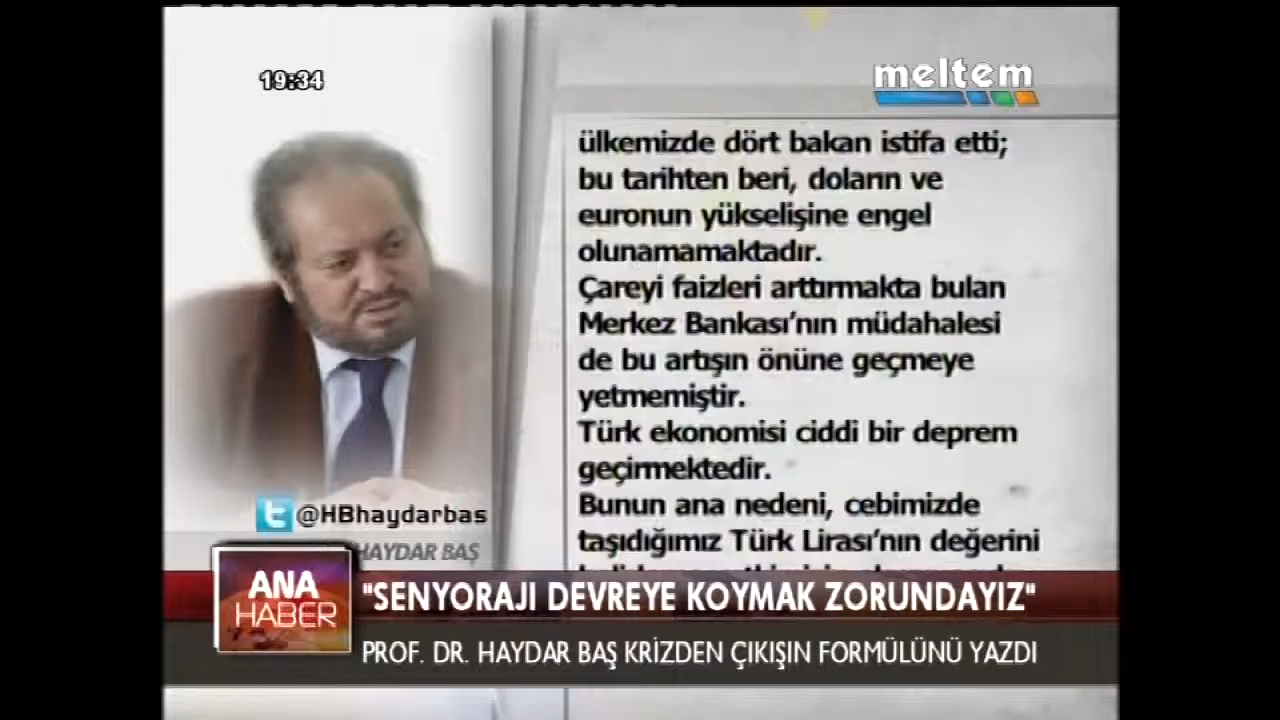 19:34
meltem
ülkemizde dört bakan istifa etti;
bu tarihten beri, doların ve
euronun yükselişine engel
olunamamaktadır.
Çareyi faizleri arttırmakta bulan
Merkez Bankası'nın müdahalesi
de bu artışın önüne geçmeye
yetmemiştir.
Türk ekonomisi ciddi bir deprem
geçirmektedir.
Bunun ana nedeni, cebimizde
taşıdığımız Türk Lirası'nın değerini
@HBhaydarbas
HAYDAR BAŞ
ANA
HABER
"SENYORAJI DEVREYE KOYMAK ZORUNDAYIZ"
PROF. DR. HAYDAR BAŞ KRİZDEN ÇIKIŞIN FORMÜLÜNÜ YAZDI